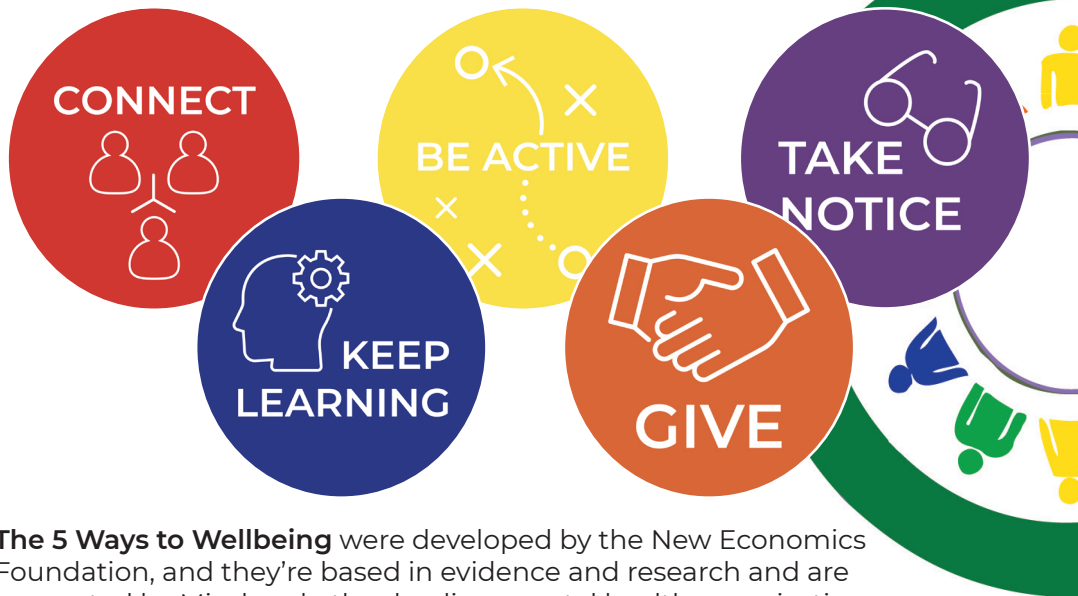 CONNECT
BE ACTIVE
TAKE
NOTICE
KEEP
LEARNING
GIVE
The 5 Ways to Wellbeing were developed by the New Economics
Foundation, and they’re based in evidence and research and are